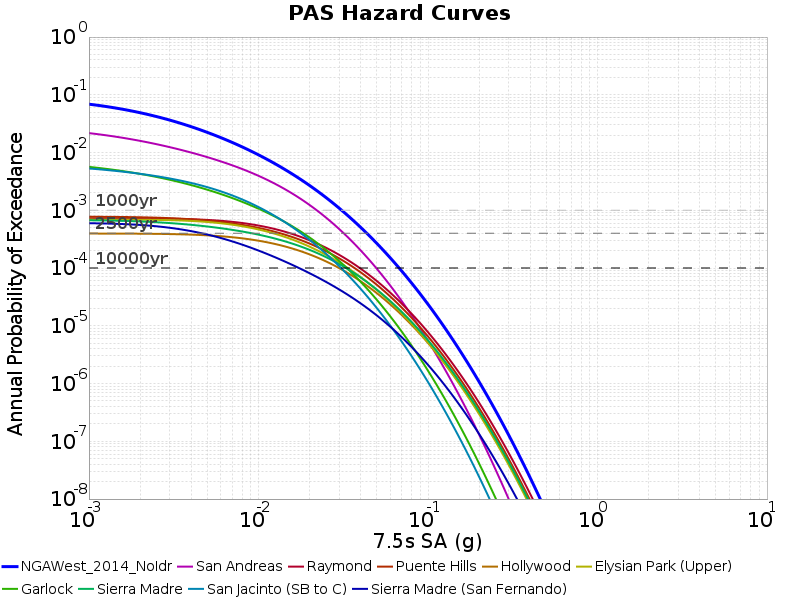 PAS Hazard Curves
Annual Probability of Exceedance
10^0
10^-1
10^-2
10^-3
10^-4
10^-5
10^-6
10^-7
10^-8
1000yr
2500yr
10000yr
10^-3 10^-2 10^-1 10^0 10^1
7.5s SA (g)
NGAWest_2014_NoIdr San Andreas Raymond Puente Hills Hollywood Elysian Park (Upper)
Garlock Sierra Madre San Jacinto (SB to C) Sierra Madre (San Fernando)